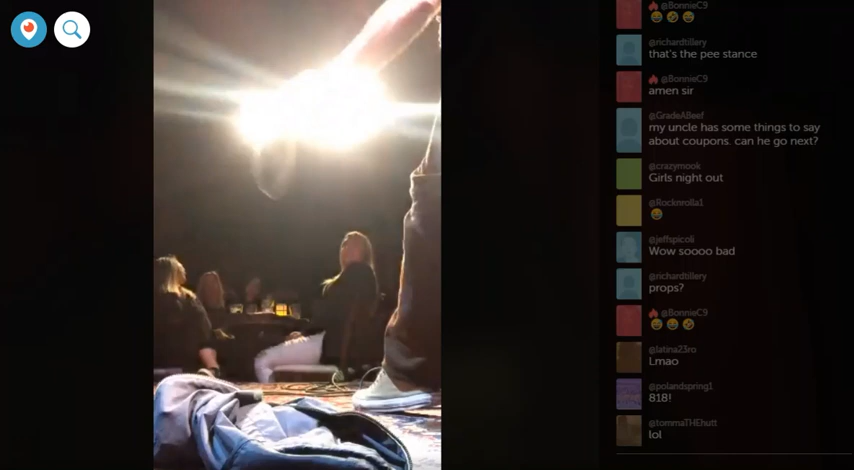 @BonnieC9
@richardtillery
that's the pee stance
@BonnieC9
amen sir
@GradeABeef
my uncle has some things to say
about coupons. can he go next?
@crazymook
Girls night out
@Rocknrolla1
@jeffspicoli
Wow soooo bad
@richardtillery
props?
@BonnieC9
@latina23ro
Lmao
@polandspring1
818!
@tommaTHEhutt
lol